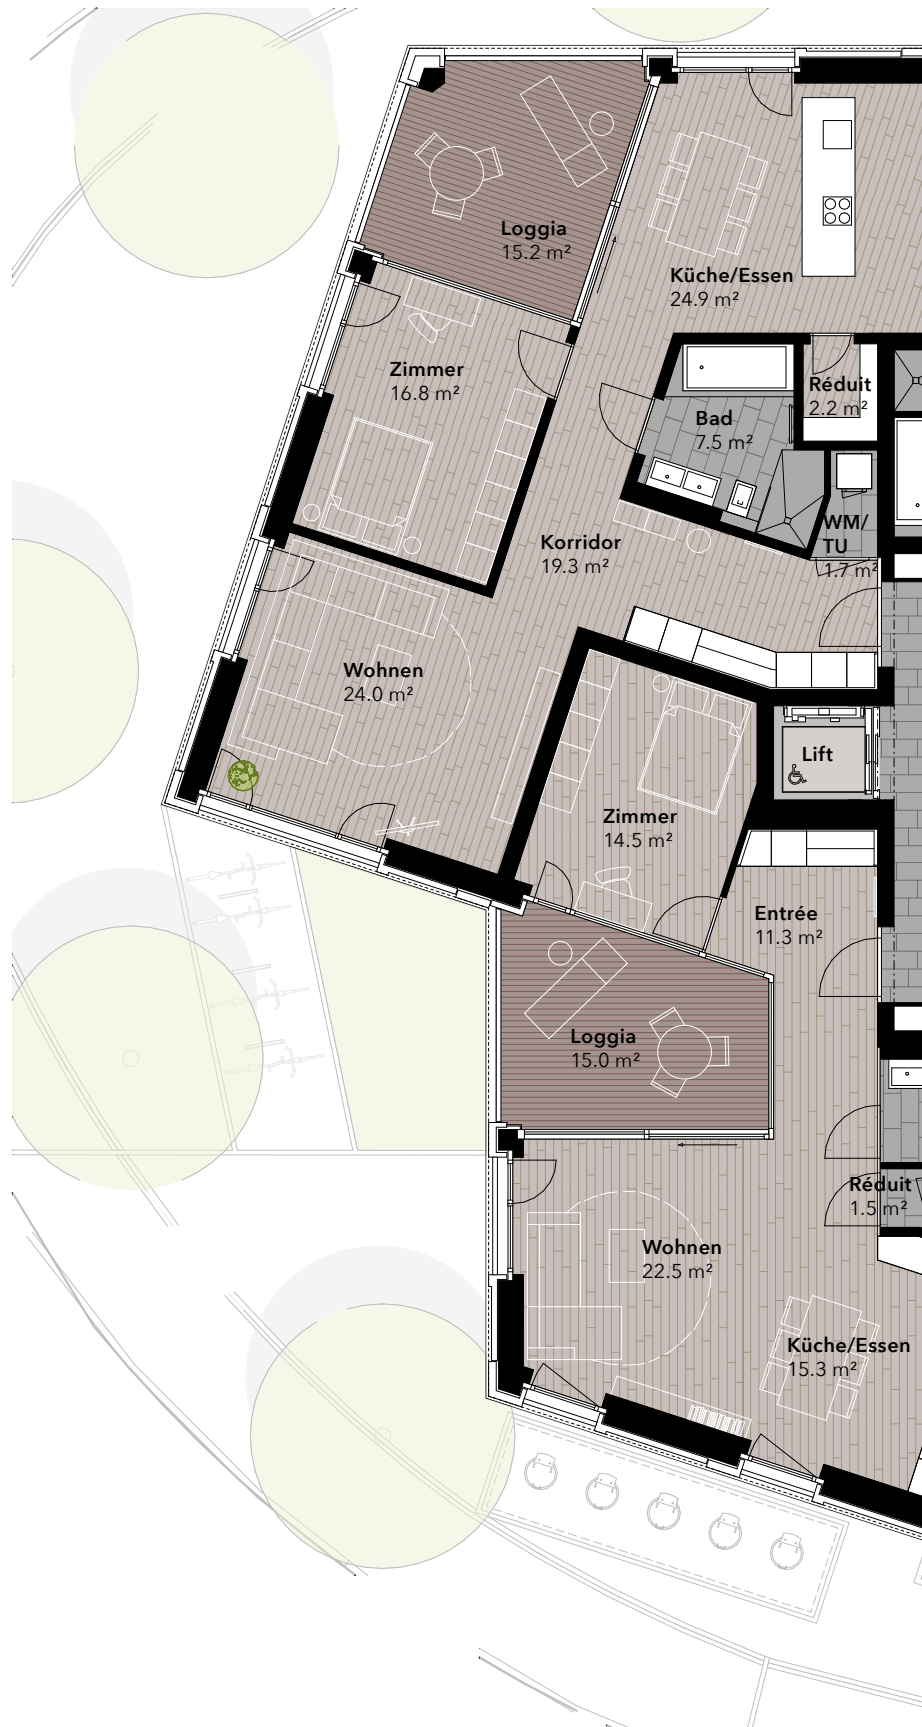 Loggia
15.2 m²
Küche/Essen
24.9 m²
Zimmer
16.8 m²
Réduit
2.2 m²
Bad
7.5 m²
WM/
TU
1.7 m²
Korridor
19.3 m²
Wohnen
24.0 m²
Lift
Zimmer
14.5 m²
Entrée
11.3 m²
Loggia
15.0 m²
Réduit
1.5 m²
Wohnen
22.5 m²
Küche/Essen
15.3 m²